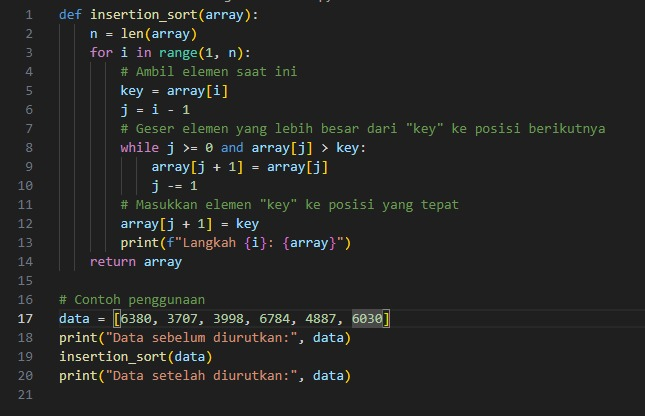 1 def insertion_sort(array):
2     n = len(array)
3     for i in range(1, n):
4         # Ambil elemen saat ini
5         key = array[i]
6         j = i - 1
7         # Geser elemen yang lebih besar dari "key" ke posisi berikutnya
8         while j >= 0 and array[j] > key:
9             array[j + 1] = array[j]
10             j -= 1
11         # Masukkan elemen "key" ke posisi yang tepat
12         array[j + 1] = key
13         print(f"Langkah {i}: {array}")
14     return array
15
16 # Contoh penggunaan
17 data = [6380, 3707, 3998, 6784, 4887, 6030]
18 print("Data sebelum diurutkan:", data)
19 insertion_sort(data)
20 print("Data setelah diurutkan:", data)
21